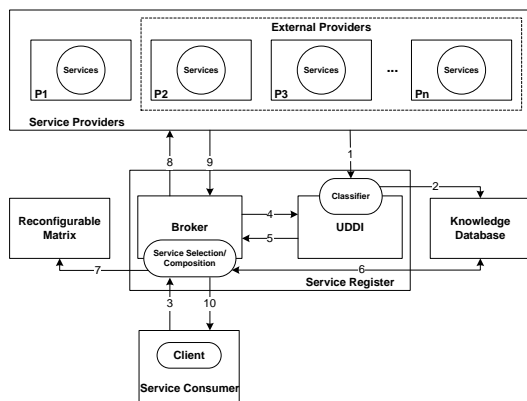 External Providers
Services
Services
Services
Services
...
P1
P2
P3
Pn
Service Providers
8
9
1
Classifier
2
Reconfigurable
Matrix
Broker
4
5
UDDI
Knowledge
Database
Service Selection/
Composition
7
6
Service Register
3
10
Client
Service Consumer